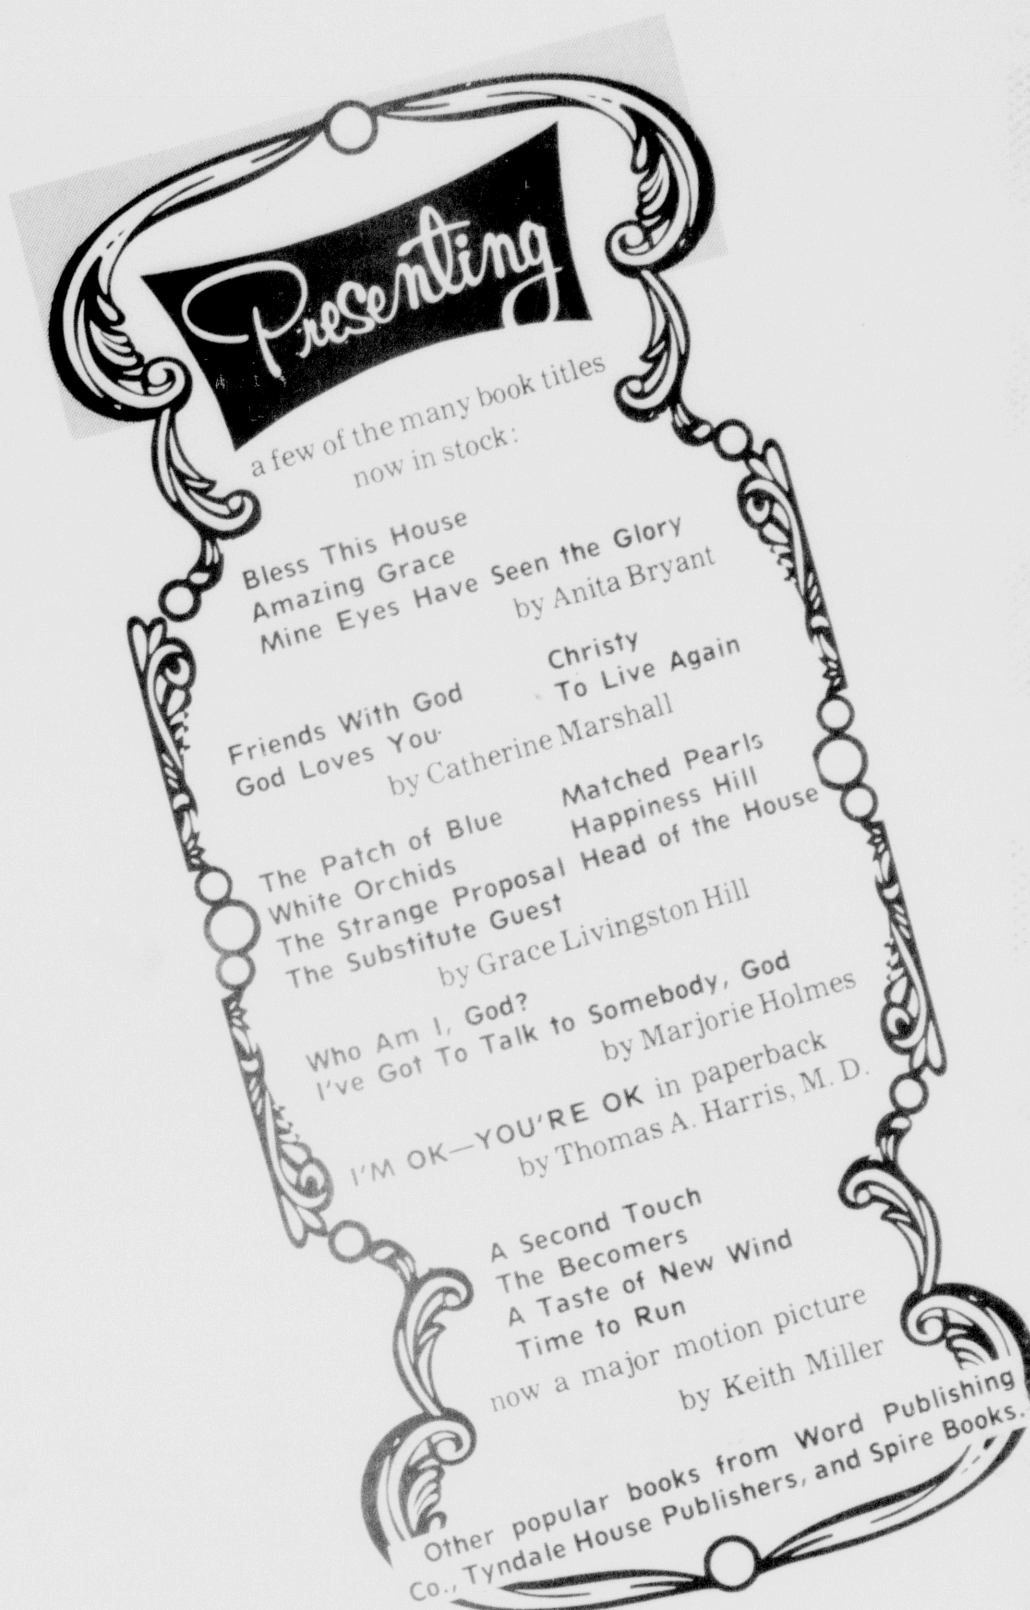 Presenting
a few of the many book titles
now in stock:
Bless This House
Amazing Grace
Mine Eyes Have Seen the Glory
by Anita Bryant
Christy
Friends With God To Live Again
God Loves You
by Catherine Marshall
Matched Pearls
The Patch of Blue Happiness Hill
White Orchids
The Strange Proposal Head of the House
The Substitute Guest
by Grace Livingston Hill
Who Am I, God?
I've Got To Talk to Somebody, God
by Marjorie Holmes
I'M OK—YOU'RE OK in paperback
by Thomas A. Harris, M. D.
A Second Touch
The Becomers
A Taste of New Wind
Time to Run
now a major motion picture
by Keith Miller
Other popular books from Word Publishing
Co., Tyndale House Publishers, and Spire Books.